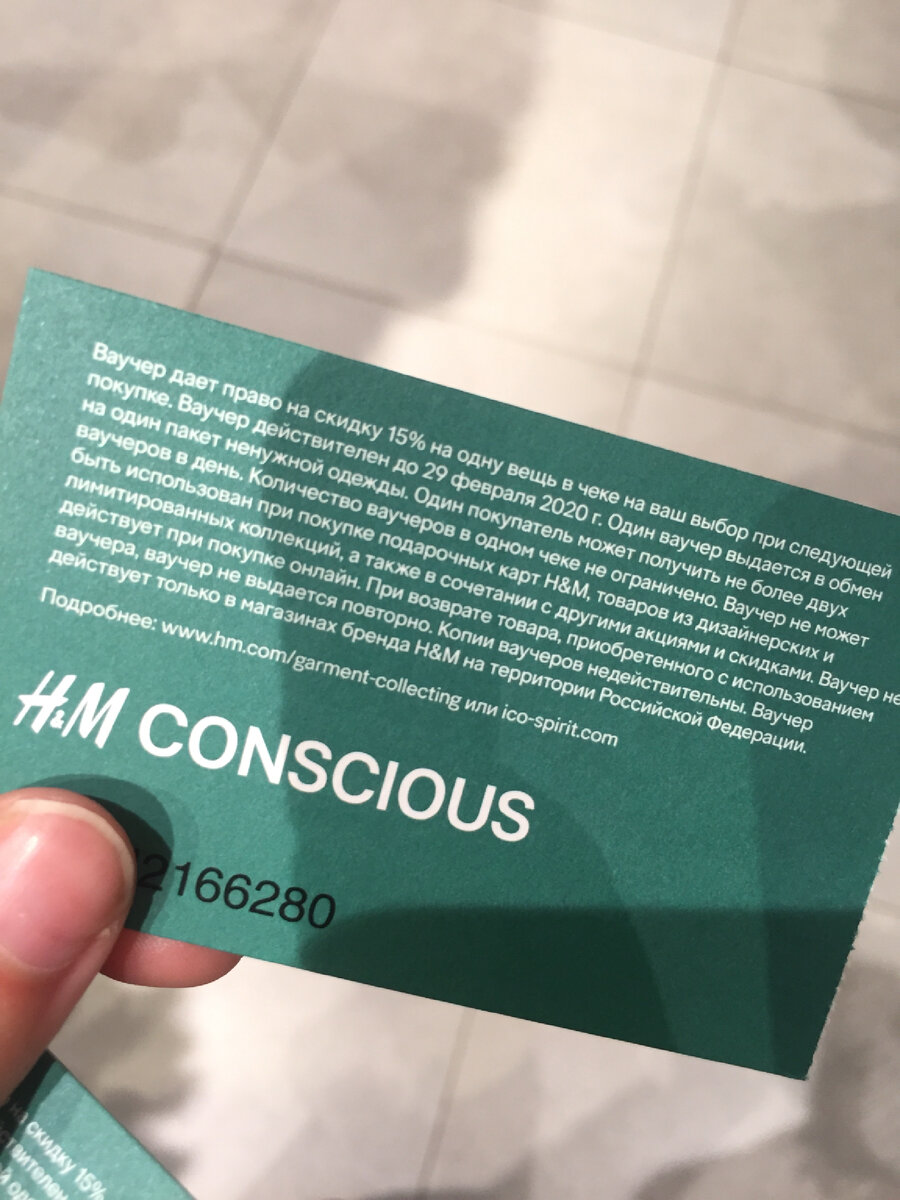 Ваучер дает право на скидку 15% на одну вещь в чеке на ваш выбор при следующей
покупке. Ваучер действителен до 29 февраля 2020 г. Один ваучер выдается в обмен
на один пакет ненужной одежды. Один покупатель может получить не более двух
ваучеров в день. Количество ваучеров в одном чеке не ограничено. Ваучер не может
быть использован при покупке подарочных карт H&M, товаров из дизайнерских и
лимитированных коллекций, а также в сочетании с другими акциями и скидками. Ваучер не
действует при покупке онлайн. При возврате товара, приобретенного с использованием
ваучера, ваучер не выдается повторно. Копии ваучеров недействительны. Ваучер
действует только в магазинах бренда H&M на территории Российской Федерации.
Подробнее: www.hm.com/garment-collecting или ico-spirit.com
H&M CONSCIOUS
2166280
на скидку 15%